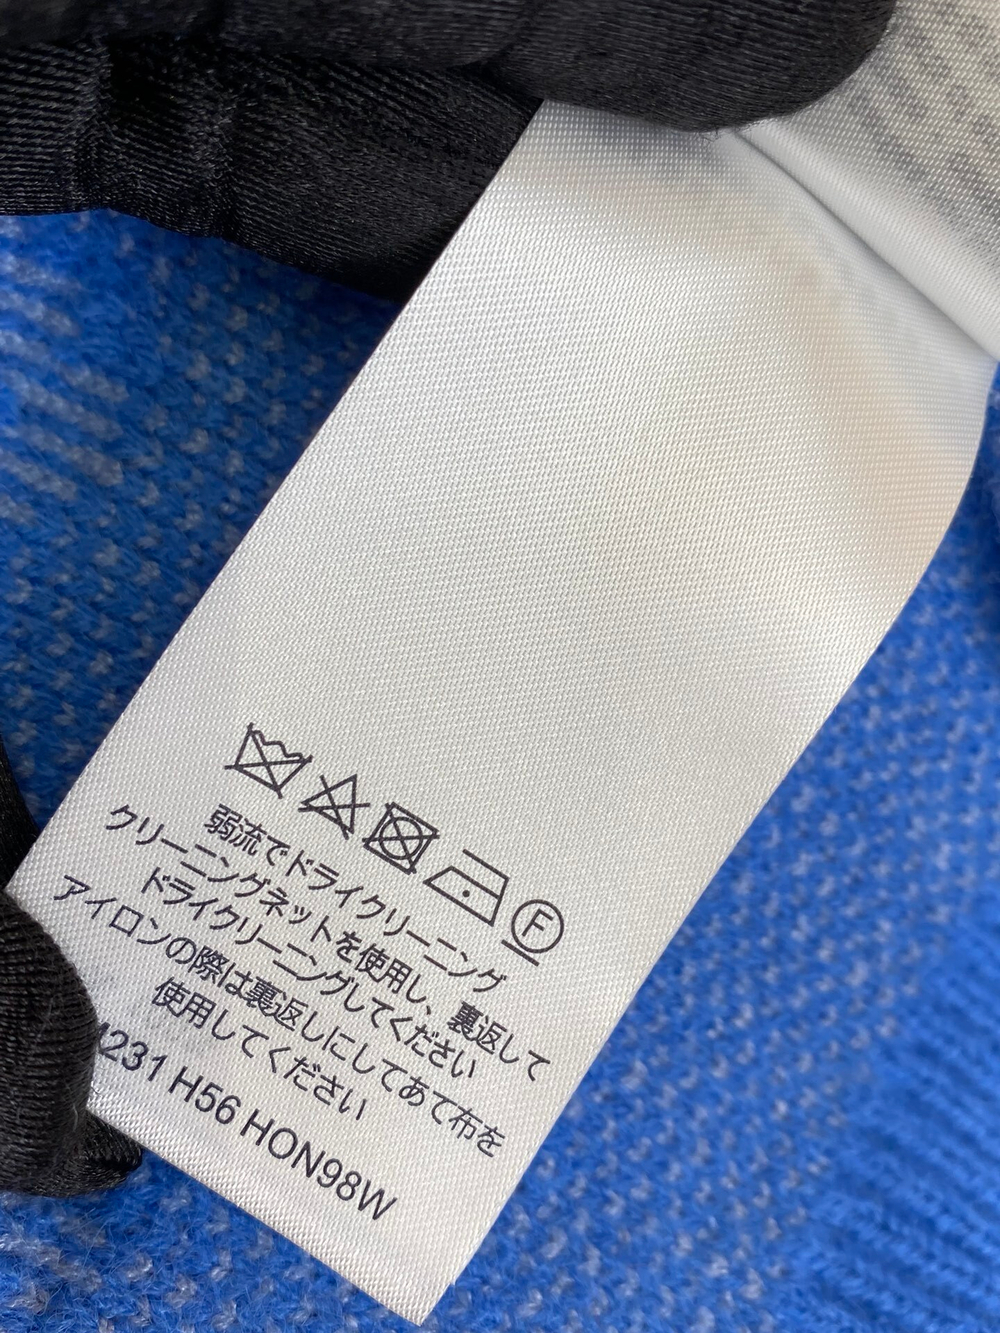 F
弱流でドライクリーニング
クリーニングネットを使用し、裏返して
ドライクリーニングしてください
アイロンの際は裏返しにしてあて布を
使用してください
H56 HON98W